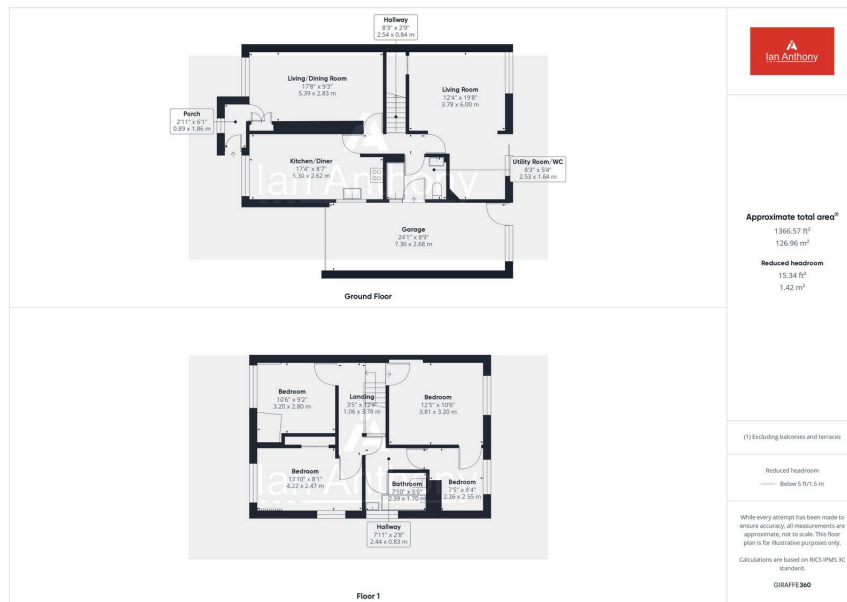 Hallway
8'3" x 2'9"
2.54 x 0.84 m
Living/Dining Room
17'8" x 9'3"
5.39 x 2.83 m
Living Room
12'4" x 19'8"
3.78 x 6.00 m
Porch
2'11" x 6'1"
0.89 x 1.86 m
Kitchen/Diner
17'4" x 8'7"
5.30 x 2.62 m
Utility Room/WC
8'3" x 5'4"
2.53 x 1.64 m
Ian Anthony
Garage
24'1" x 8'9"
7.36 x 2.68 m
Ground Floor
Bedroom
10'6" x 9'2"
3.20 x 2.80 m
Landing
3'5" x 12'4"
1.06 x 3.78 m
Bedroom
12'5" x 10'6"
3.81 x 3.20 m
Bedroom
13'10" x 8'1"
4.22 x 2.47 m
Bathroom
7'10" x 5'6"
2.39 x 1.70 m
Bedroom
7'5" x 8'4"
2.26 x 2.55 m
Ian Anthony
Hallway
7'11" x 2'8"
2.44 x 0.83 m
Floor 1
Ian Anthony
Approximate total area⁽¹⁾
1366.57 ft²
126.96 m²
Reduced headroom
15.34 ft²
1.42 m²
(1) Excluding balconies and terraces
Reduced headroom
Below 5 ft/1.5 m
While every attempt has been made to
ensure accuracy, all measurements are
approximate, not to scale. This floor
plan is for illustrative purposes only.
Calculations are based on RICS IPMS 3C
standard.
GIRAFFE360